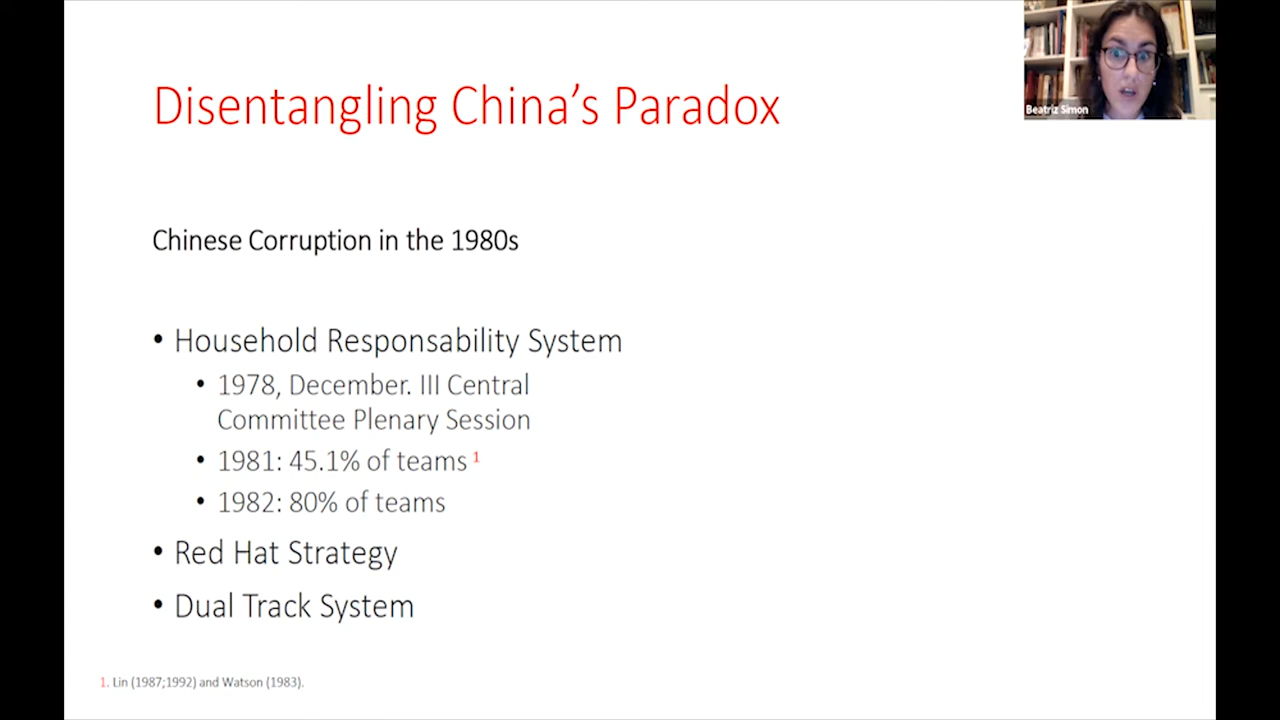 Disentangling China's Paradox
Beatriz Simon
Chinese Corruption in the 1980s
• Household Responsability System
• 1978, December. III Central
Committee Plenary Session
• 1981: 45.1% of teams 1
• 1982: 80% of teams
• Red Hat Strategy
• Dual Track System
1. Lin (1987;1992) and Watson (1983).